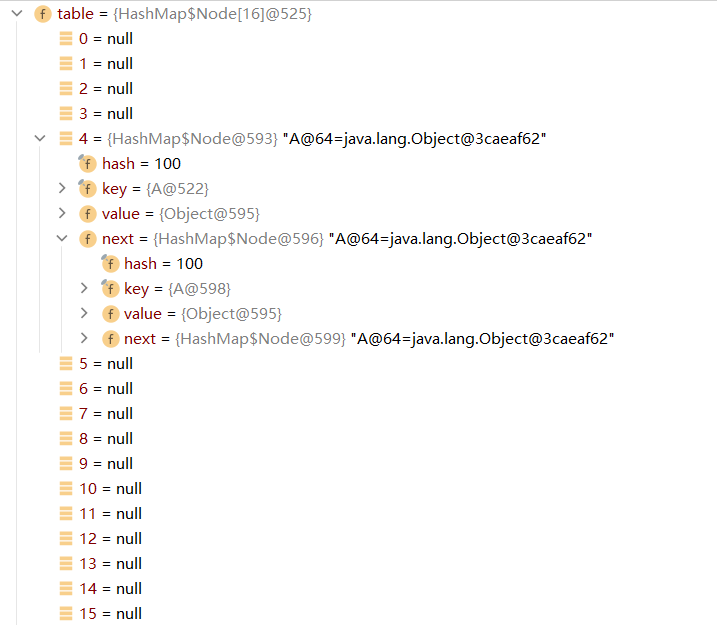 table = {HashMap$Node[16]@525}
0 = null
1 = null
2 = null
3 = null
4 = {HashMap$Node@593} "A@64=java.lang.Object@3caeaf62"
f hash = 100
f key = {A@522}
f value = {Object@595}
f next = {HashMap$Node@596} "A@64=java.lang.Object@3caeaf62"
f hash = 100
f key = {A@598}
f value = {Object@595}
f next = {HashMap$Node@599} "A@64=java.lang.Object@3caeaf62"
5 = null
6 = null
7 = null
8 = null
9 = null
10 = null
11 = null
12 = null
13 = null
14 = null
15 = null